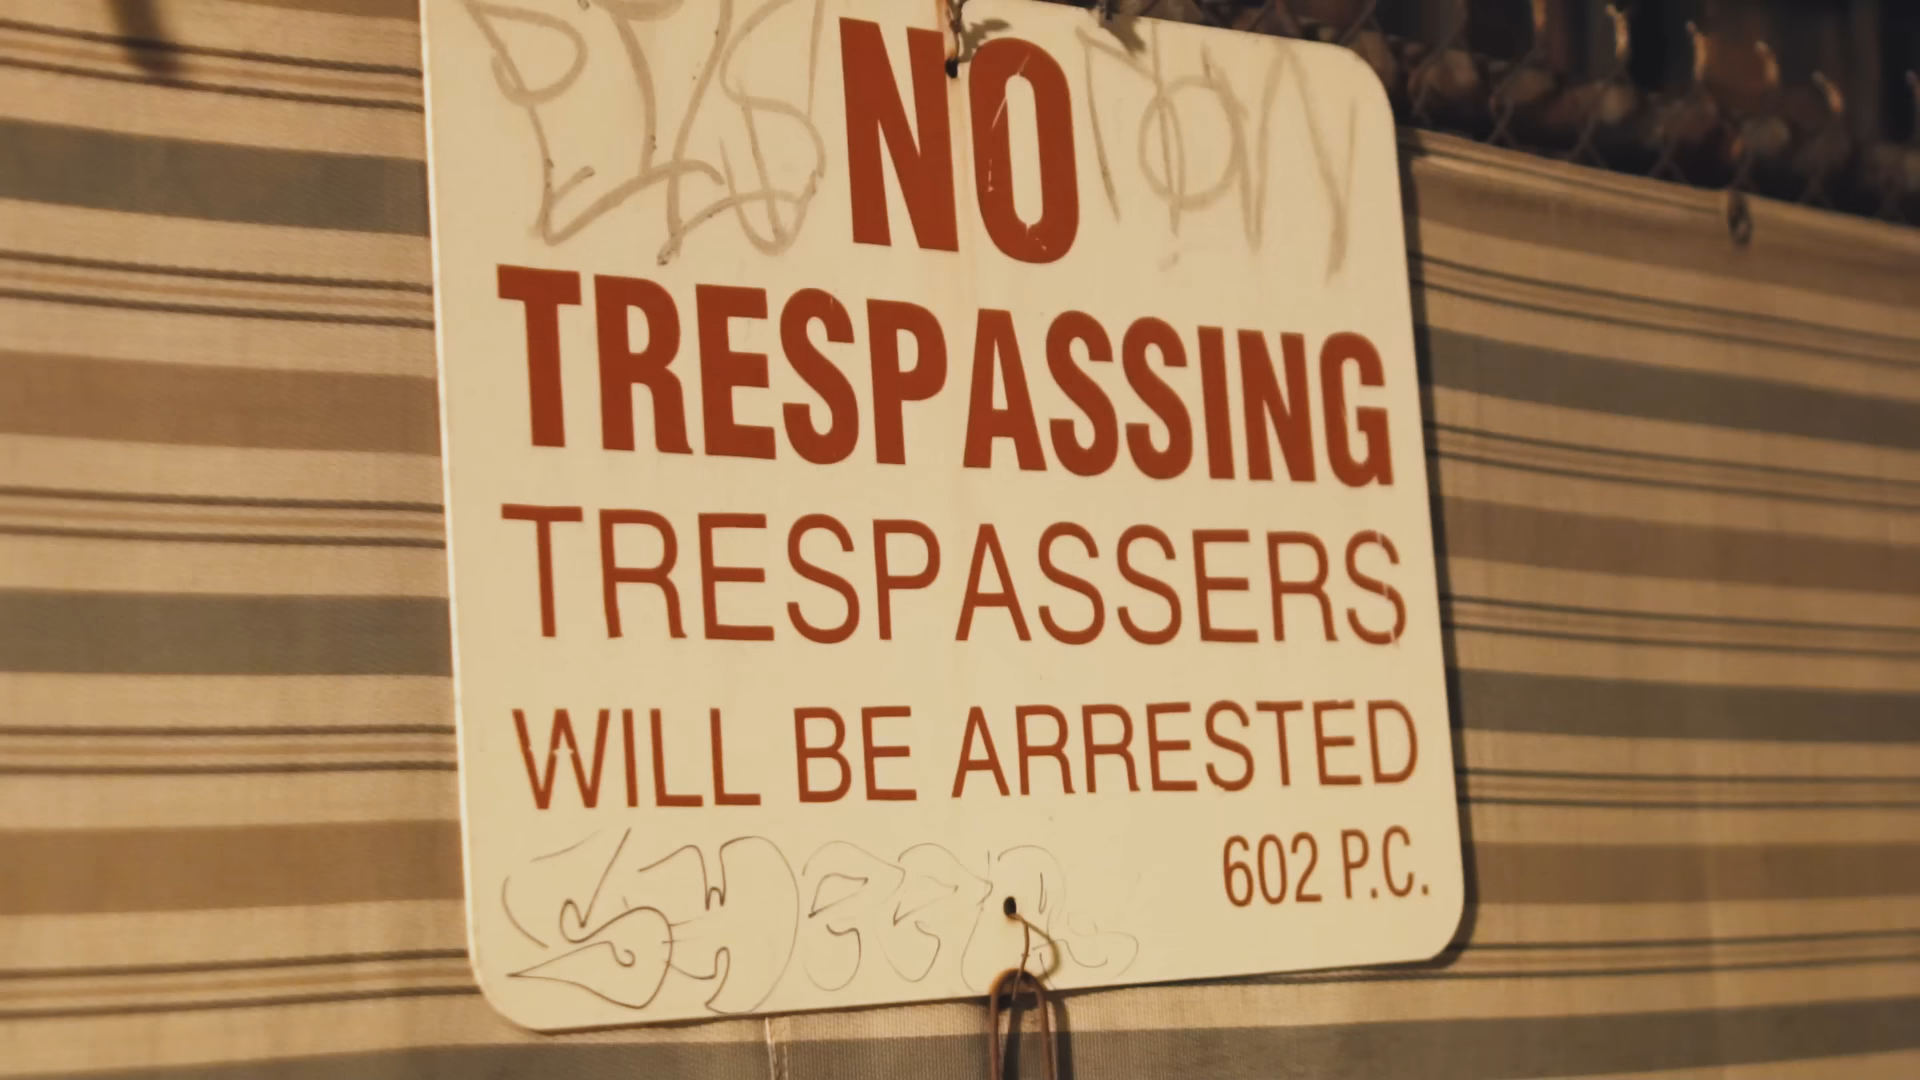 NO
TRESPASSING
TRESPASSERS
WILL BE ARRESTED
602 P.C.